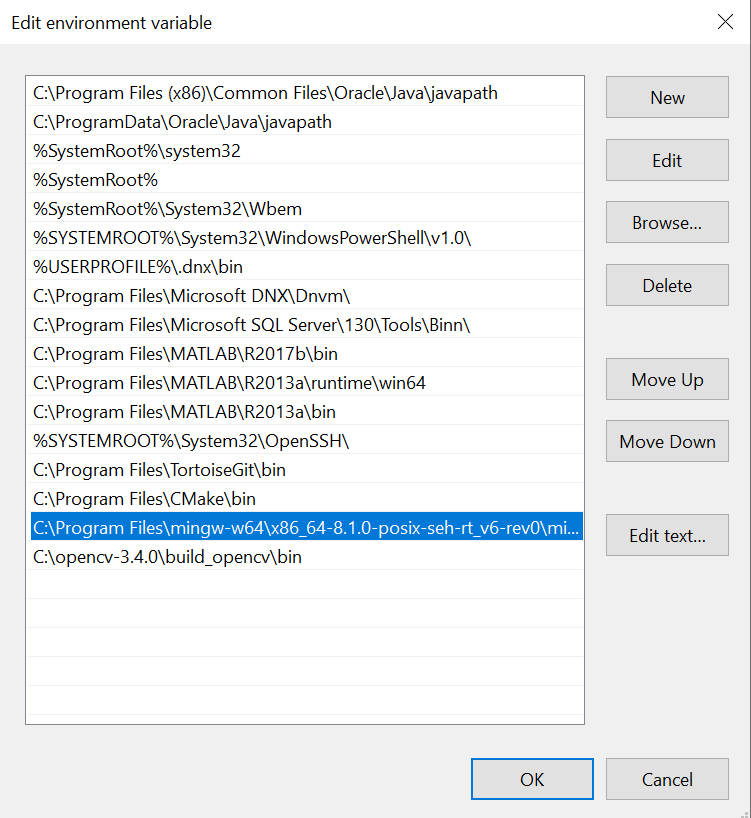 Edit environment variable
C:\Program Files (x86)\Common Files\Oracle\Java\javapath
C:\ProgramData\Oracle\Java\javapath
%SystemRoot%\system32
%SystemRoot%
%SystemRoot%\System32\Wbem
%SYSTEMROOT%\System32\WindowsPowerShell\v1.0\
%USERPROFILE%\.dnx\bin
C:\Program Files\Microsoft DNX\Dnvm\
C:\Program Files\Microsoft SQL Server\130\Tools\Binn\
C:\Program Files\MATLAB\R2017b\bin
C:\Program Files\MATLAB\R2013a\runtime\win64
C:\Program Files\MATLAB\R2013a\bin
%SYSTEMROOT%\System32\OpenSSH\
C:\Program Files\TortoiseGit\bin
C:\Program Files\CMake\bin
C:\Program Files\mingw-w64\x86_64-8.1.0-posix-seh-rt_v6-rev0\mi...
C:\opencv-3.4.0\build_opencv\bin
New
Edit
Browse...
Delete
Move Up
Move Down
Edit text...
OK
Cancel